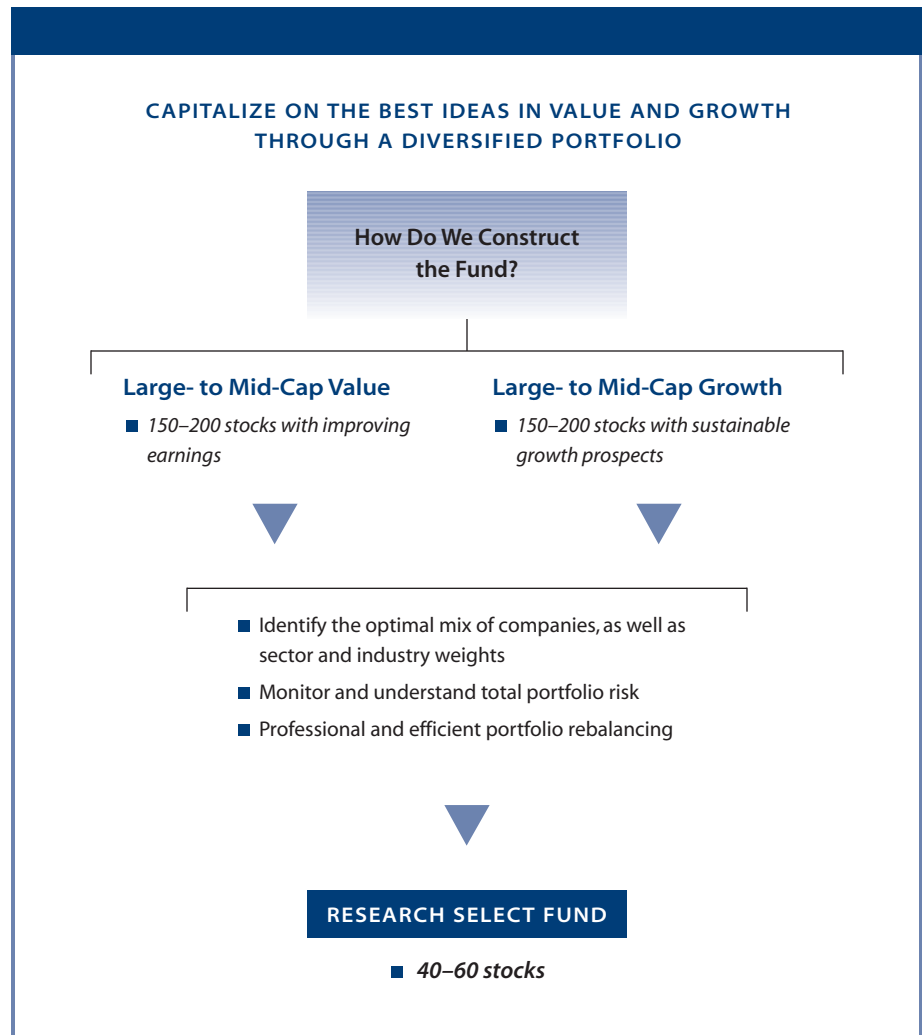 CAPITALIZE ON THE BEST IDEAS IN VALUE AND GROWTH
THROUGH A DIVERSIFIED PORTFOLIO
How Do We Construct
the Fund?
Large- to Mid-Cap Value
■ 150–200 stocks with improving
earnings
Large- to Mid-Cap Growth
■ 150–200 stocks with sustainable
growth prospects
■ Identify the optimal mix of companies, as well as
sector and industry weights
■ Monitor and understand total portfolio risk
■ Professional and efficient portfolio rebalancing
RESEARCH SELECT FUND
■ 40–60 stocks